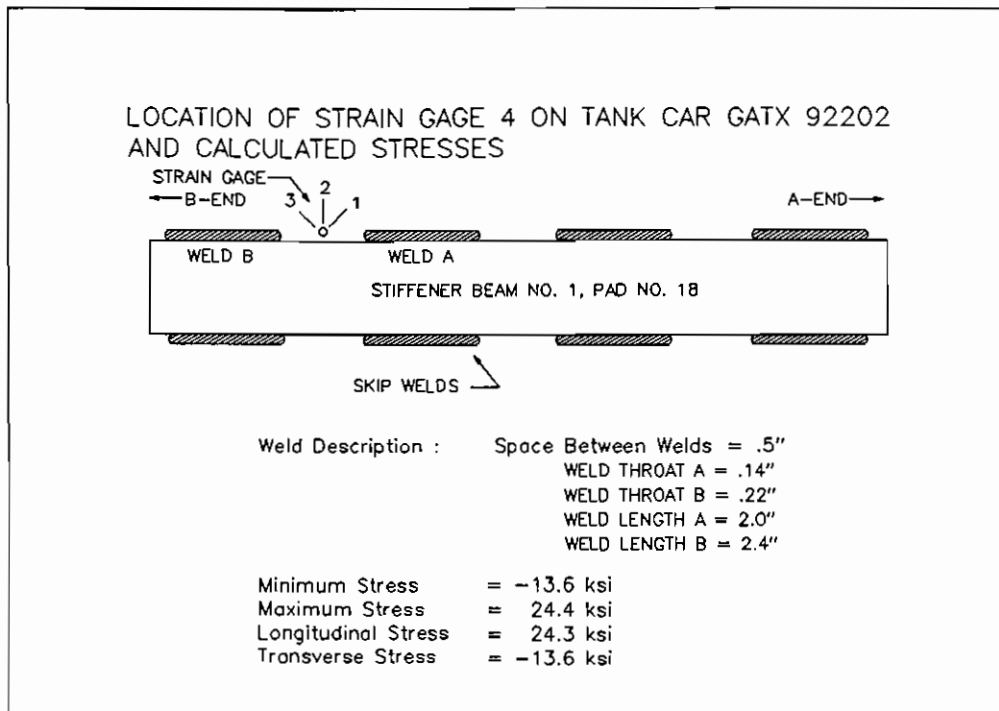 LOCATION OF STRAIN GAGE 4 ON TANK CAR GATX 92202
AND CALCULATED STRESSES
STRAIN GAGE
B-END
3 2 1
A-END
WELD B
WELD A
STIFFENER BEAM NO. 1, PAD NO. 18
SKIP WELDS
Weld Description : Space Between Welds = .5"
WELD THROAT A = .14"
WELD THROAT B = .22"
WELD LENGTH A = 2.0"
WELD LENGTH B = 2.4"
Minimum Stress = -13.6 ksi
Maximum Stress = 24.4 ksi
Longitudinal Stress = 24.3 ksi
Transverse Stress = -13.6 ksi